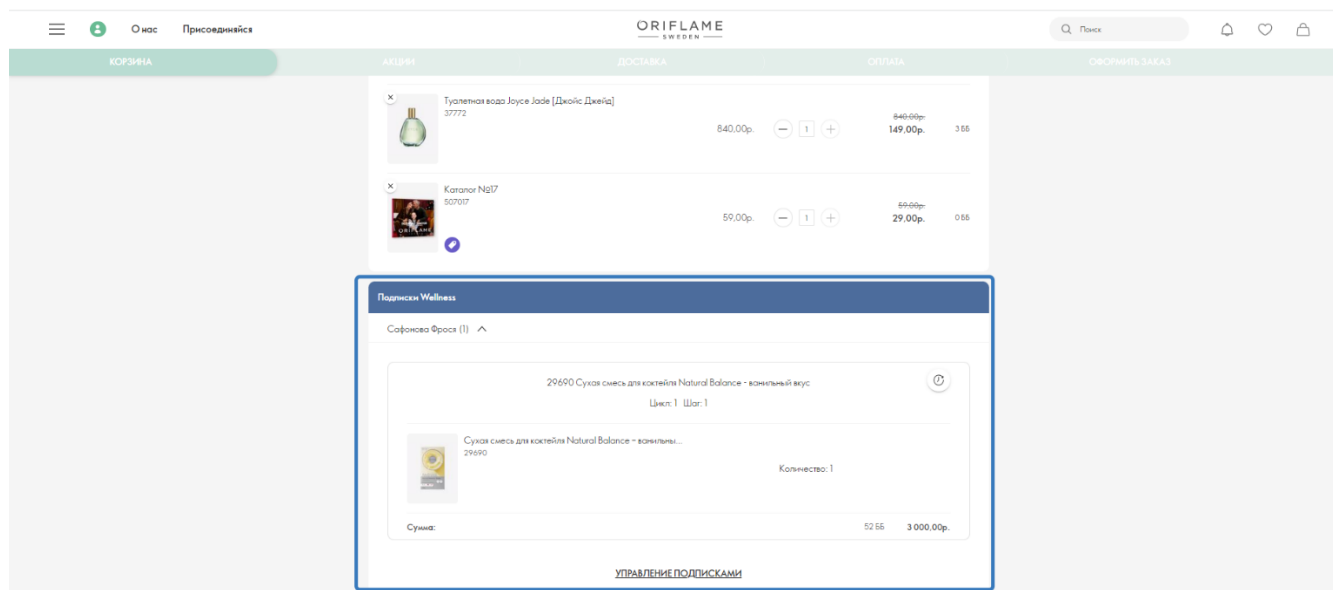 О нас Присоединяйся ORIFLAME Поиск
SWEDEN
КОРЗИНА АКЦИИ ДОСТАВКА ОПЛАТА ОФОРМИТЬ ЗАКАЗ
Туалетная вода Joyce Jade [Джойс Джейд]
37772
840,00р. 1 840,00р. 149,00р. 3 ББ
Каталог №17
507017
59,00р. 1 59,00р. 29,00р. 0 ББ
ORIFLAME
Подписки Wellness
Сафонова Фрося (1)
29690 Сухая смесь для коктейля Natural Balance - ванильный вкус
Цикл: 1 Шаг: 1
Сухая смесь для коктейля Natural Balance – ванильны...
29690
Количество: 1
Сумма: 52 ББ 3 000,00р.
УПРАВЛЕНИЕ ПОДПИСКАМИ